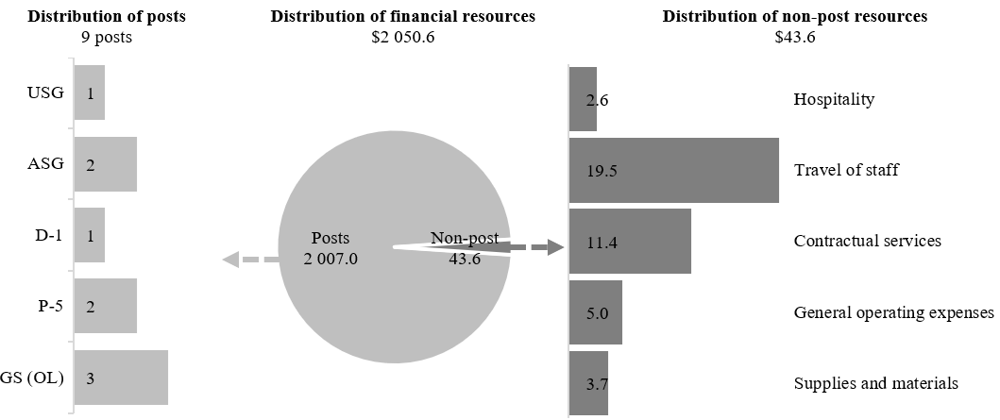 Distribution of posts
9 posts
USG 1
ASG 2
D-1 1
P-5 2
GS (OL) 3
Distribution of financial resources
$2 050.6
Posts
2 007.0
Non-post
43.6
Distribution of non-post resources
$43.6
2.6 Hospitality
19.5 Travel of staff
11.4 Contractual services
5.0 General operating expenses
3.7 Supplies and materials